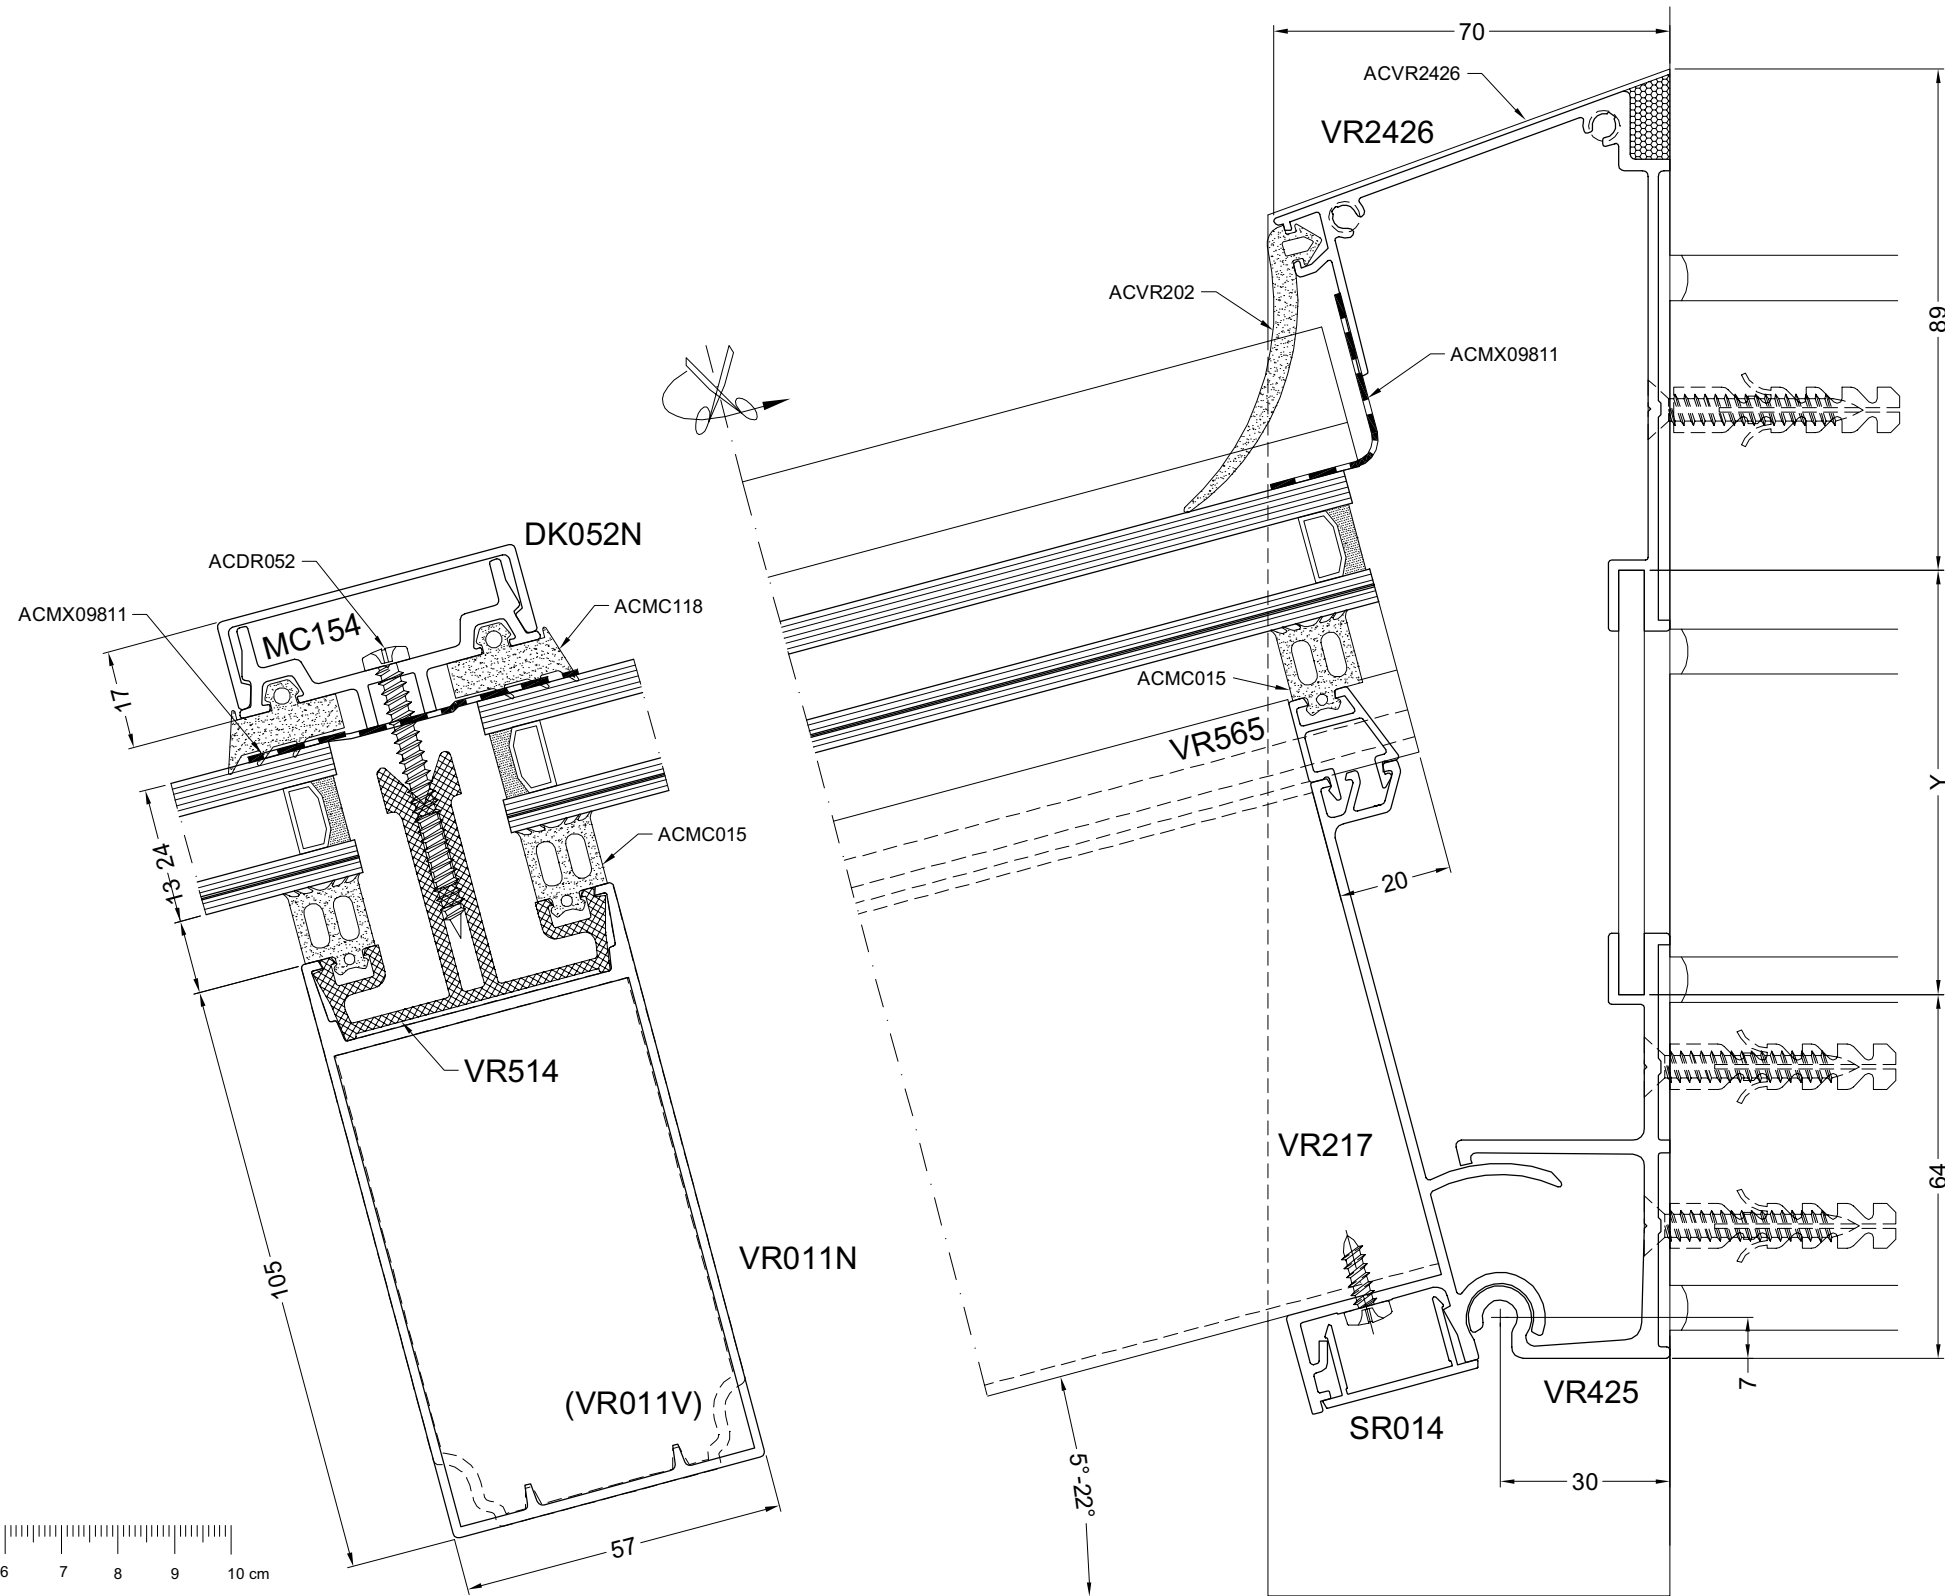 70
ACVR2426
VR2426
89
ACVR202
ACMX09811
DK052N
ACDR052
ACMX09811
ACMC118
MC154
17
ACMC015
VR565
Y
ACMC015
13
24
20
VR514
VR217
64
VR011N
105
(VR011V)
7
VR425
SR014
5°-22°
30
57
6 7 8 9 10 cm